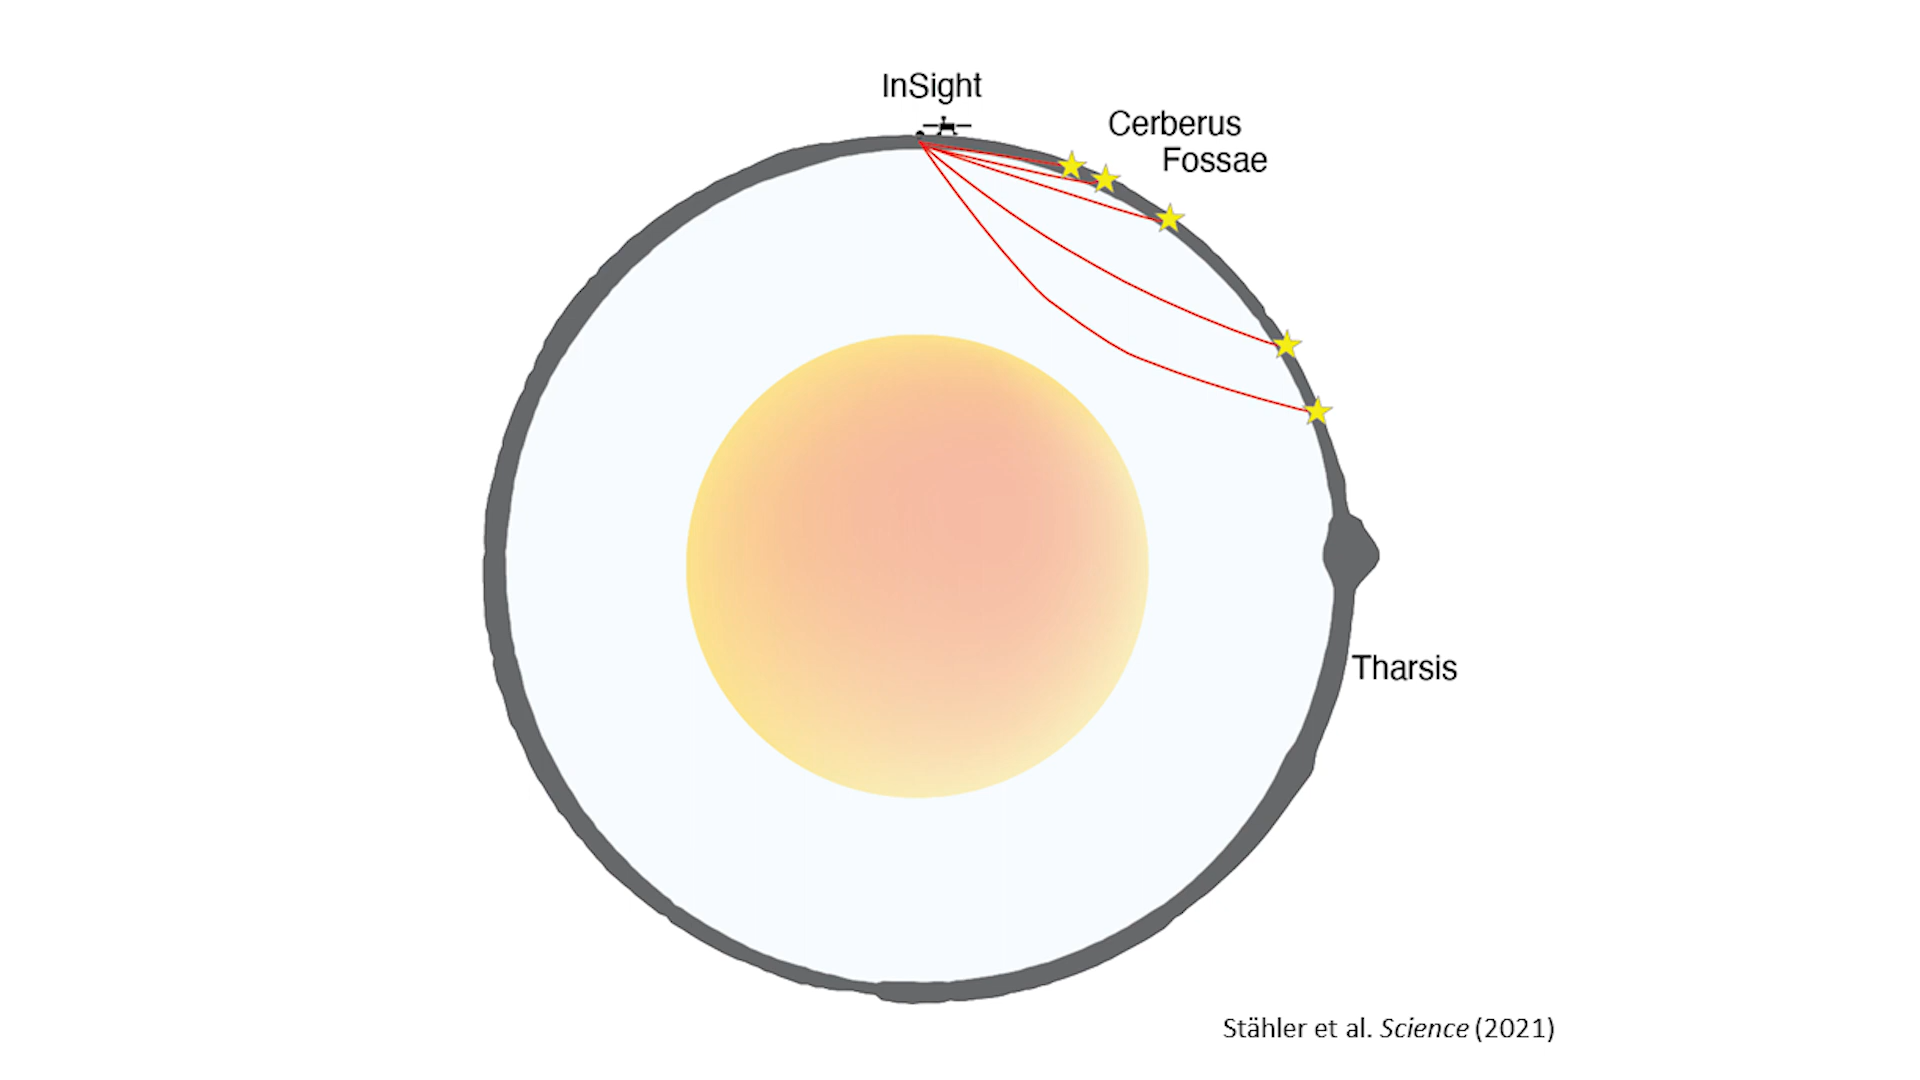 InSight
Cerberus
Fossae
Tharsis
Stähler et al. Science (2021)